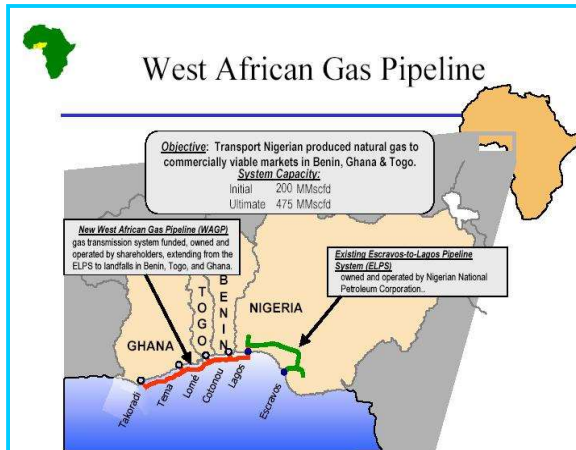 West African Gas Pipeline
Objective: Transport Nigerian produced natural gas to
commercially viable markets in Benin, Ghana & Togo.
System Capacity:
Initial 200 MMscfd
Ultimate 475 MMscfd
New West African Gas Pipeline (WAGP)
gas transmission system funded, owned and
operated by shareholders, extending from the
ELPS to landfalls in Benin, Togo, and Ghana.
Existing Escravos-to-Lagos Pipeline
System (ELPS)
owned and operated by Nigerian National
Petroleum Corporation..
GHANA
TOGO
BENIN
NIGERIA
Takoradi
Tema
Lomé
Cotonou
Lagos
Escravos